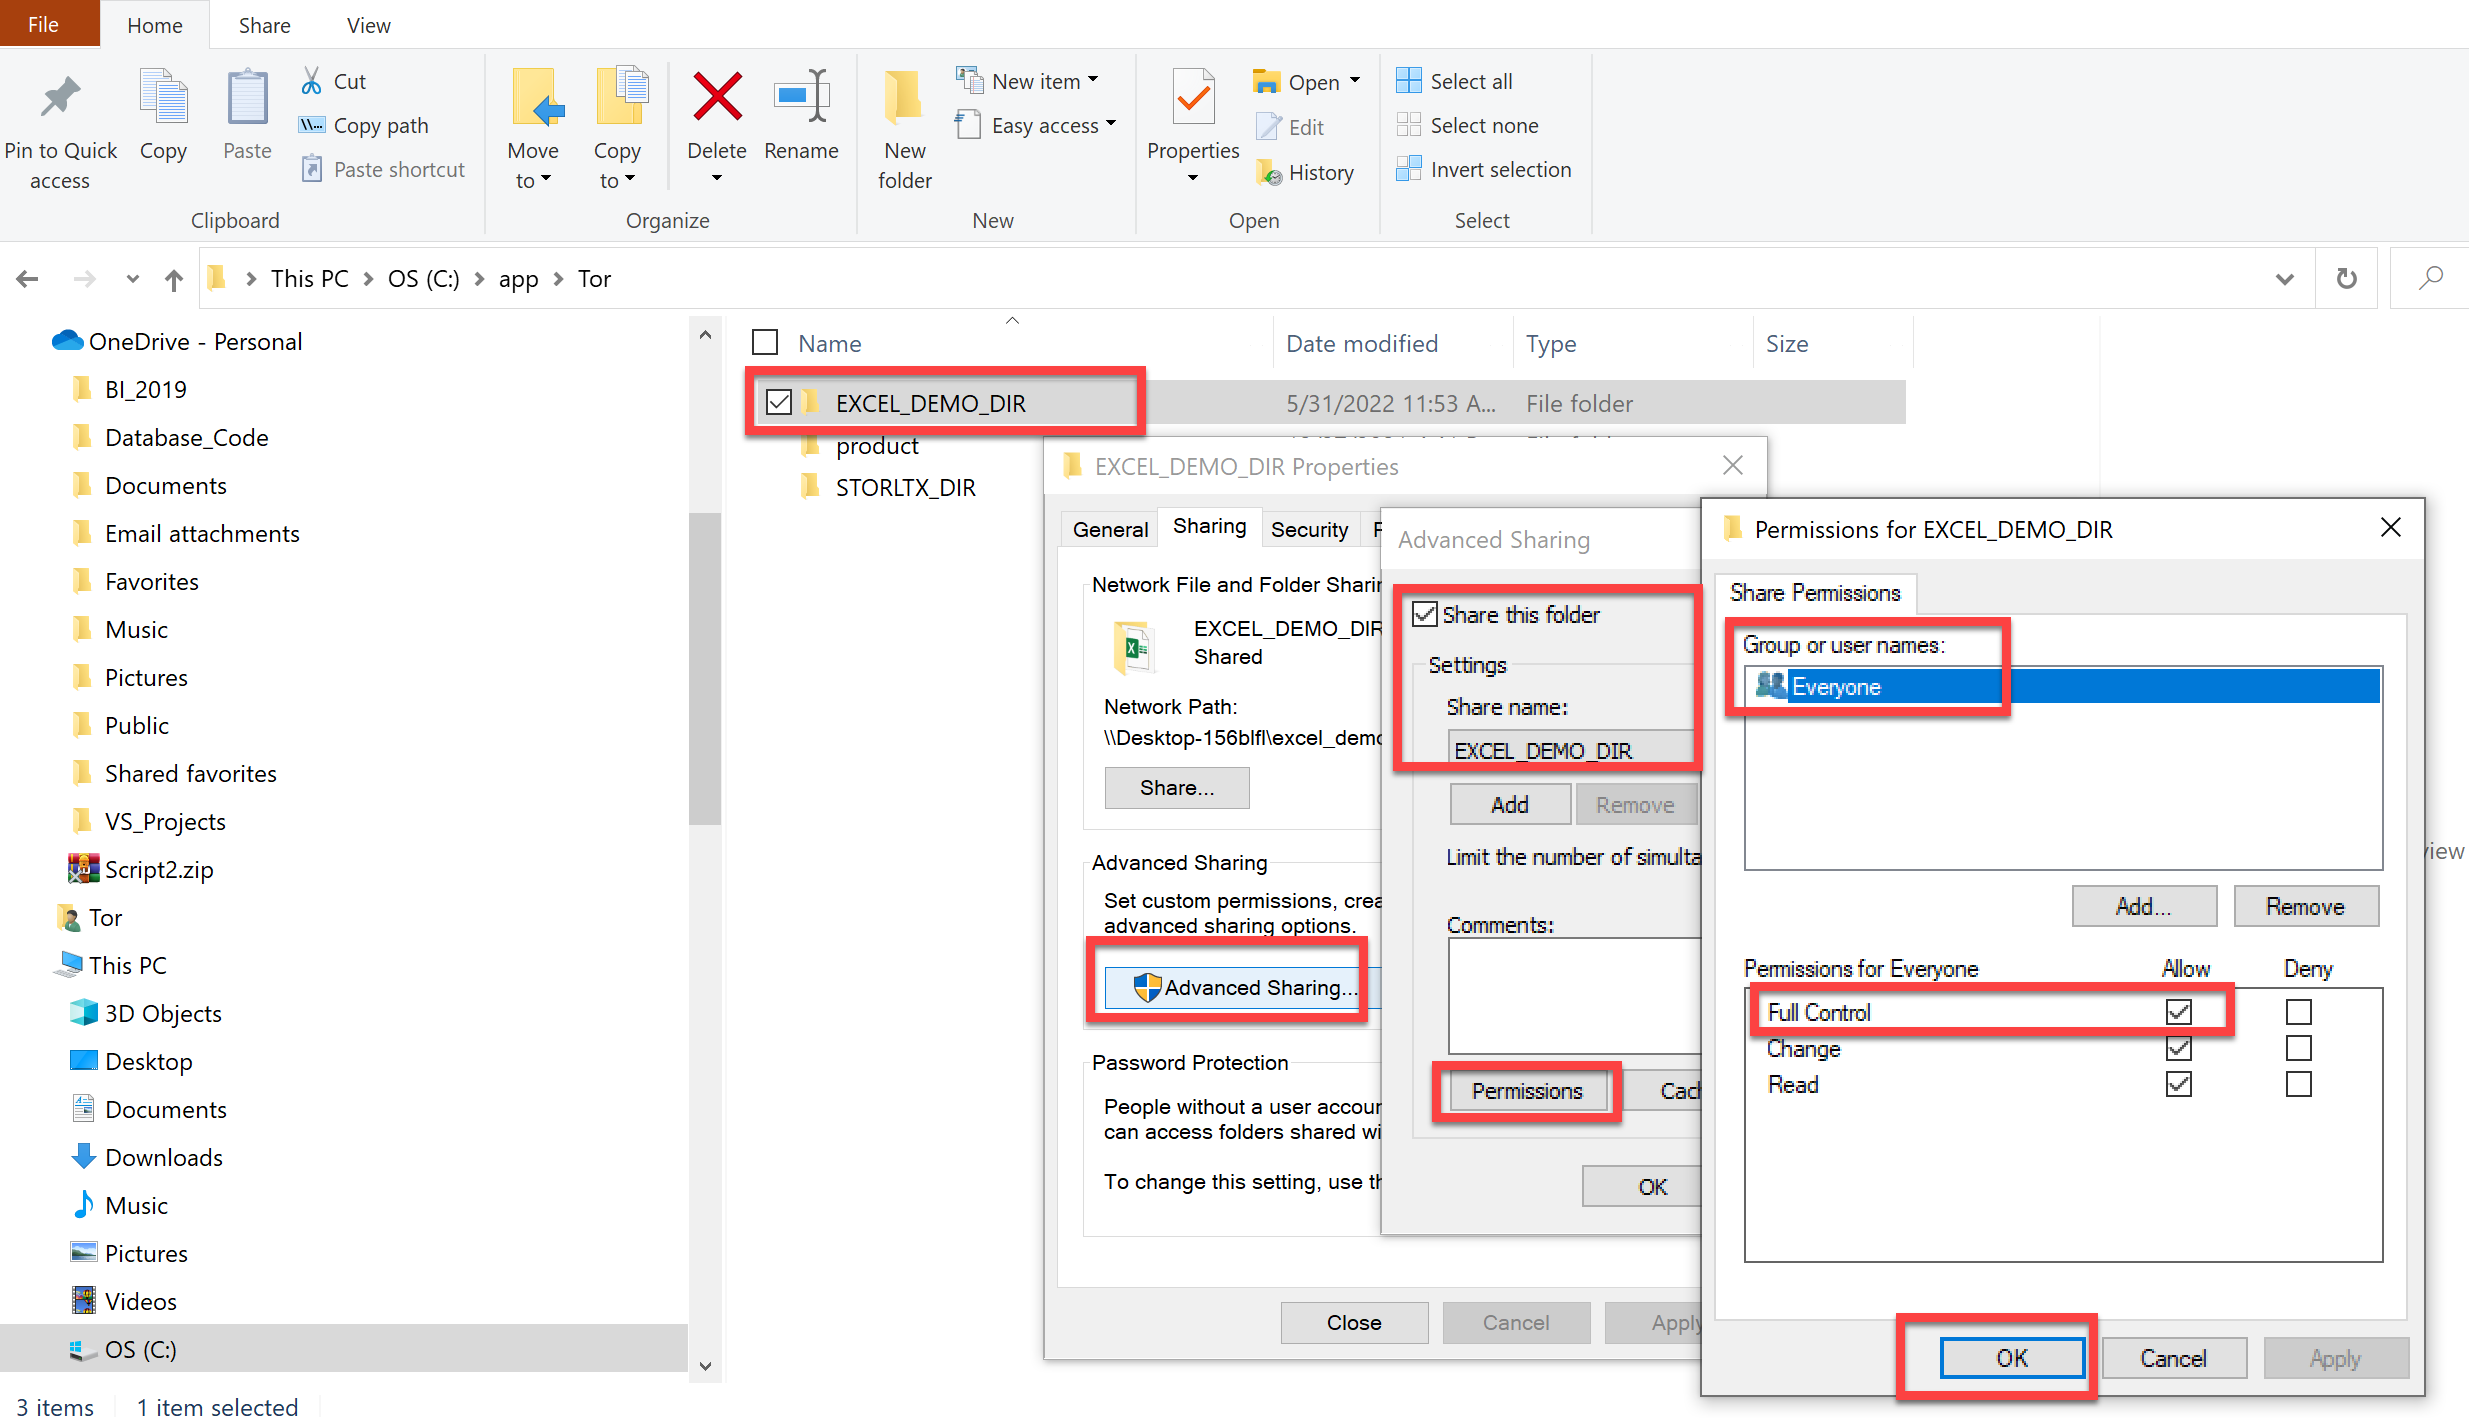 File Home Share View
Pin to Quick access
Copy
Paste
Cut
Copy path
Paste shortcut
Clipboard
Move to
Copy to
Delete
Rename
Organize
New folder
New item
Easy access
New
Properties
Open
Edit
History
Open
Select all
Select none
Invert selection
Select
This PC > OS (C:) > app > Tor
OneDrive - Personal
BI_2019
Database_Code
Documents
Email attachments
Favorites
Music
Pictures
Public
Shared favorites
VS_Projects
Script2.zip
Tor
This PC
3D Objects
Desktop
Documents
Downloads
Music
Pictures
Videos
OS (C:)
3 items 1 item selected
Name Date modified Type Size
EXCEL_DEMO_DIR 5/31/2022 11:53 A... File folder
product
STORLTX_DIR
EXCEL_DEMO_DIR Properties
General Sharing Security
Network File and Folder Sharin
EXCEL_DEMO_DIR
Shared
Network Path:
\\Desktop-156blfl\excel_demo
Share...
Advanced Sharing
Set custom permissions, crea
advanced sharing options.
Advanced Sharing...
Password Protection
People without a user accour
can access folders shared wi
To change this setting, use th
Close Cancel Apply
Advanced Sharing
Share this folder
Settings
Share name:
EXCEL_DEMO_DIR
Add Remove
Limit the number of simulta
Comments:
Permissions Cach
OK
Permissions for EXCEL_DEMO_DIR
Share Permissions
Group or user names:
Everyone
Add... Remove
Permissions for Everyone Allow Deny
Full Control
Change
Read
OK Cancel Apply
view